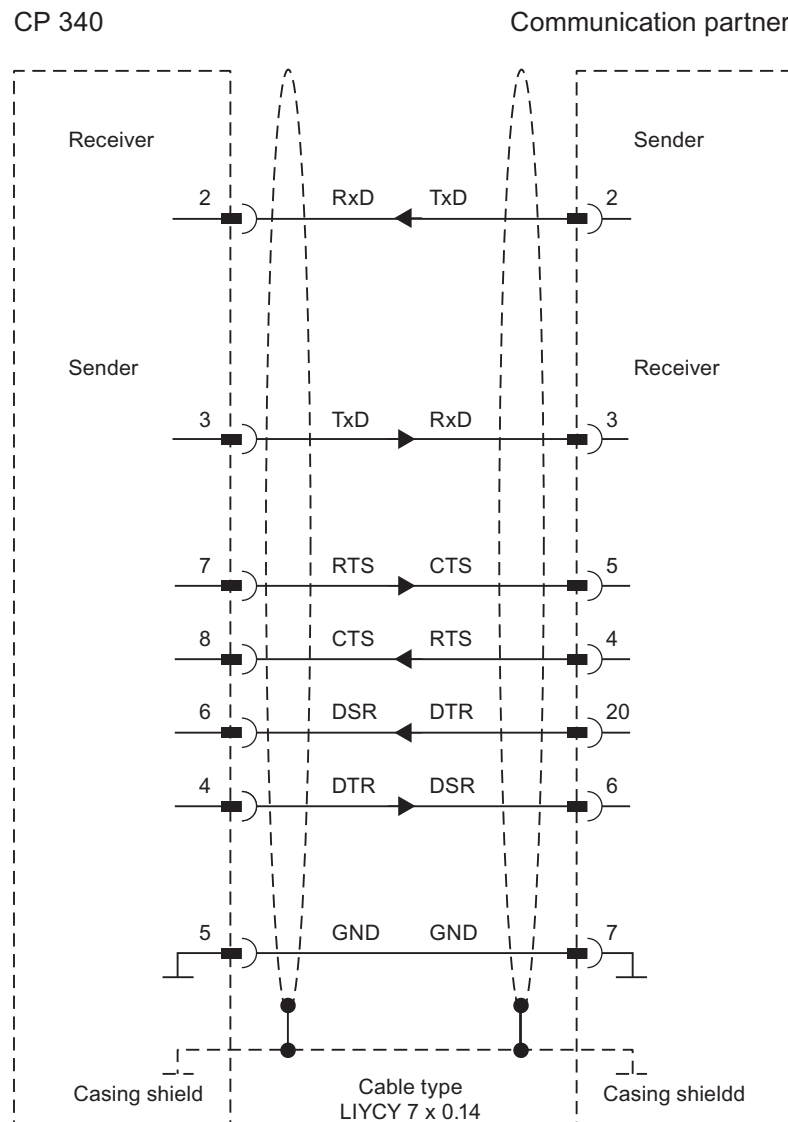 CP 340
Communication partner
Receiver
Sender
2 RxD TxD 2
Sender
Receiver
3 TxD RxD 3
7 RTS CTS 5
8 CTS RTS 4
6 DSR DTR 20
4 DTR DSR 6
5 GND GND 7
Casing shield
Cable type
LIYCY 7 x 0.14
Casing shieldd